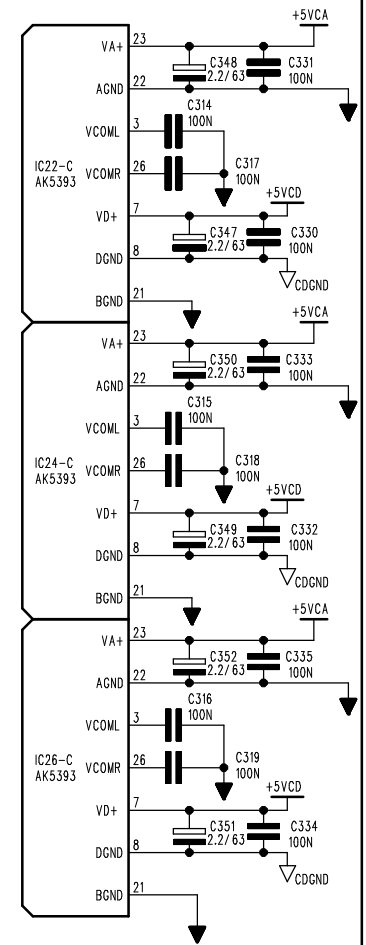 +5VCA
VA+ 23
C348 2.2/63
C331 100N
AGND 22
C314 100N
VCOML 3
IC22-C
AK5393
VCOMR 26
C317 100N
+5VCD
VD+ 7
C347 2.2/63
C330 100N
DGND 8
CDGND
BGND 21
+5VCA
VA+ 23
C350 2.2/63
C333 100N
AGND 22
C315 100N
VCOML 3
IC24-C
AK5393
VCOMR 26
C318 100N
+5VCD
VD+ 7
C349 2.2/63
C332 100N
DGND 8
CDGND
BGND 21
+5VCA
VA+ 23
C352 2.2/63
C335 100N
AGND 22
C316 100N
VCOML 3
IC26-C
AK5393
VCOMR 26
C319 100N
+5VCD
VD+ 7
C351 2.2/63
C334 100N
DGND 8
CDGND
BGND 21